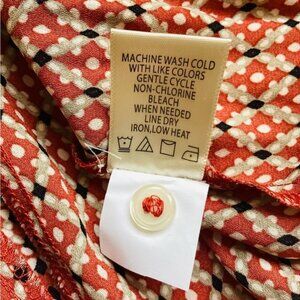 MACHINE WASH COLD
WITH LIKE COLORS
GENTLE CYCLE
NON-CHLORINE
BLEACH
WHEN NEEDED
LINE DRY
IRON,LOW HEAT